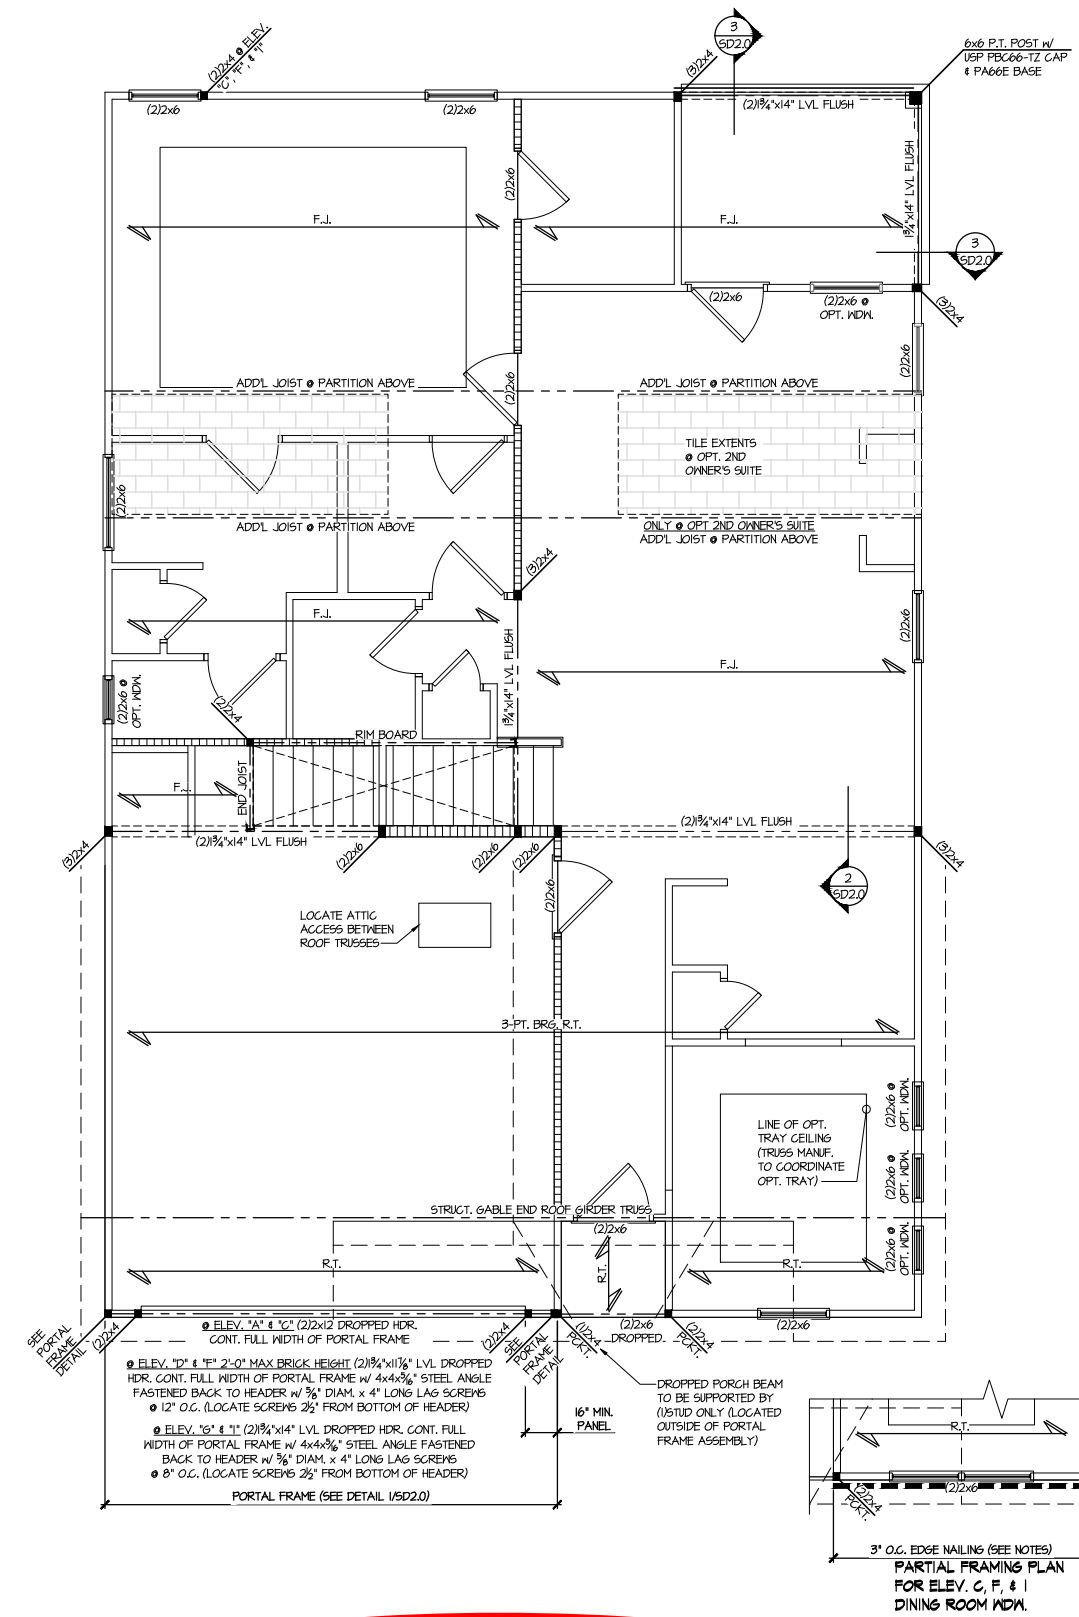 (2)2x4 @ ELEV.
"C", "F", & "I"
3
SD2.0
(3)2x4
6x6 P.T. POST W/
USP PBC66-TZ CAP
& PA66E BASE
(2)2x6
(2)2x6
(2)1¾"x14" LVL FLUSH
(2)2x6
1¾"x14" LVL FLUSH
F.J.
F.J.
3
SD2.0
(2)2x6
(2)2x6 @
OPT. WDW.
(3)2x4
(2)2x6
ADD'L JOIST @ PARTITION ABOVE
(2)2x6
ADD'L JOIST @ PARTITION ABOVE
TILE EXTENTS
@ OPT. 2ND
OWNER'S SUITE
(2)2x6
ADD'L JOIST @ PARTITION ABOVE
ONLY @ OPT 2ND OWNER'S SUITE
ADD'L JOIST @ PARTITION ABOVE
(3)2x4
F.J.
(2)2x6
1¾"x14" LVL FLUSH
F.J.
(2)2x6 @
OPT. WDW.
(2)2x4
RIM BOARD
F.J.
END JOIST
(2)1¾"x14" LVL FLUSH
(2)1¾"x14" LVL FLUSH
(3)2x4
(2)2x6
(2)2x6
(2)2x6
(3)2x4
2
SD2.0
(2)2x6
LOCATE ATTIC
ACCESS BETWEEN
ROOF TRUSSES
3-PT. BRG. R.T.
LINE OF OPT.
TRAY CEILING
(TRUSS MANUF.
TO COORDINATE
OPT. TRAY)
(2)2x6 @
OPT. WDW.
(2)2x6 @
OPT. WDW.
(2)2x6 @
OPT. WDW.
STRUCT. GABLE END ROOF GIRDER TRUSS
(2)2x6
R.T.
R.T.
R.T.
SEE
PORTAL
FRAME
DETAIL
(2)2x4
@ ELEV. "A" & "C" (2)2x12 DROPPED HDR.
CONT. FULL WIDTH OF PORTAL FRAME
(2)2x4
SEE
PORTAL
FRAME
DETAIL
(1)2x4
PCKT.
(2)2x6
DROPPED
(2)2x4
PCKT.
(2)2x6
@ ELEV. "D" & "F" 2'-0" MAX BRICK HEIGHT (2)1¾"x11⅞" LVL DROPPED
HDR. CONT. FULL WIDTH OF PORTAL FRAME W/ 4x4x5/16" STEEL ANGLE
FASTENED BACK TO HEADER W/ ⅝" DIAM. x 4" LONG LAG SCREWS
@ 12" O.C. (LOCATE SCREWS 2½" FROM BOTTOM OF HEADER)
@ ELEV. "G" & "I" (2)1¾"x14" LVL DROPPED HDR. CONT. FULL
WIDTH OF PORTAL FRAME W/ 4x4x5/16" STEEL ANGLE FASTENED
BACK TO HEADER W/ ⅝" DIAM. x 4" LONG LAG SCREWS
@ 8" O.C. (LOCATE SCREWS 2½" FROM BOTTOM OF HEADER)
PORTAL FRAME (SEE DETAIL 1/SD2.0)
16" MIN.
PANEL
DROPPED PORCH BEAM
TO BE SUPPORTED BY
(1)STUD ONLY (LOCATED
OUTSIDE OF PORTAL
FRAME ASSEMBLY)
R.T.
(2)2x6
(2)2x4
PCKT.
3" O.C. EDGE NAILING (SEE NOTES)
PARTIAL FRAMING PLAN
FOR ELEV. C, F, & I
DINING ROOM WDW.